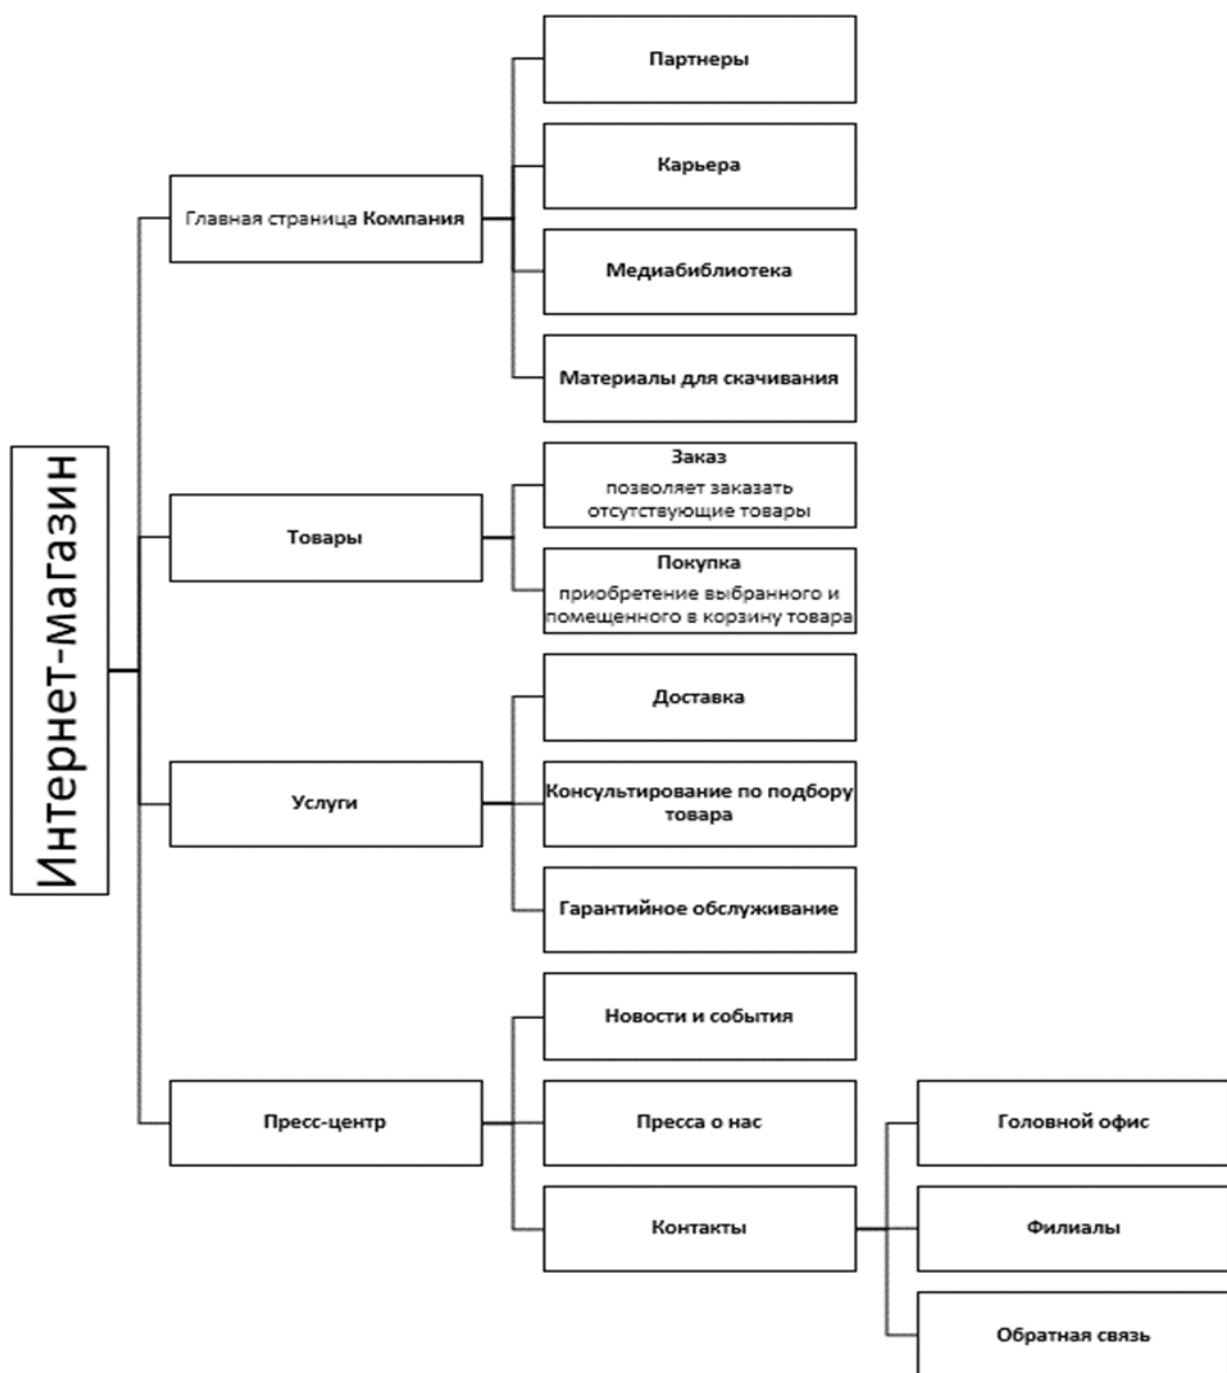 Интернет-магазин
Главная страница Компания
Партнеры
Карьера
Медиабиблиотека
Материалы для скачивания
Товары
Заказ
позволяет заказать
отсутствующие товары
Покупка
приобретение выбранного и
помещенного в корзину товара
Услуги
Доставка
Консультирование по подбору
товара
Гарантийное обслуживание
Пресс-центр
Новости и события
Пресса о нас
Контакты
Головной офис
Филиалы
Обратная связь